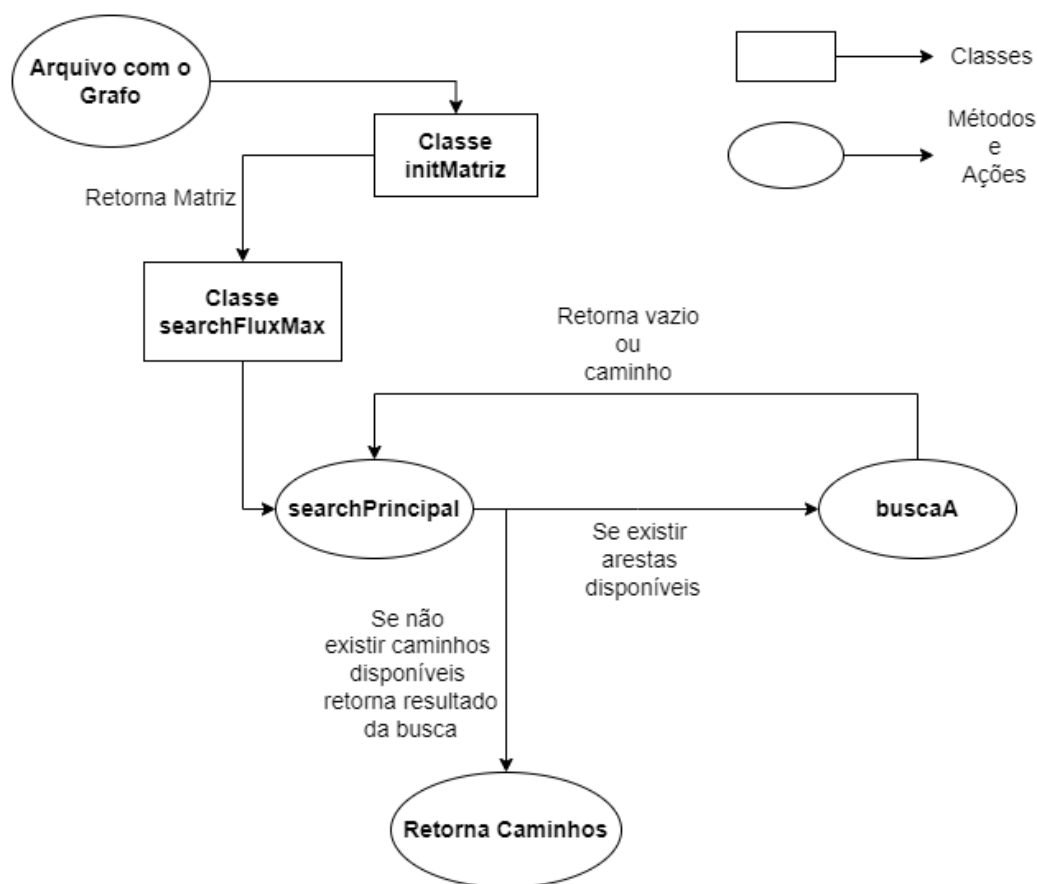 Arquivo com o
Grafo
Classes
Classe
initMatriz
Métodos
e
Ações
Retorna Matriz
Classe
searchFluxMax
Retorna vazio
ou
caminho
searchPrincipal
buscaA
Se existir
arestas
disponíveis
Se não
existir caminhos
disponíveis
retorna resultado
da busca
Retorna Caminhos